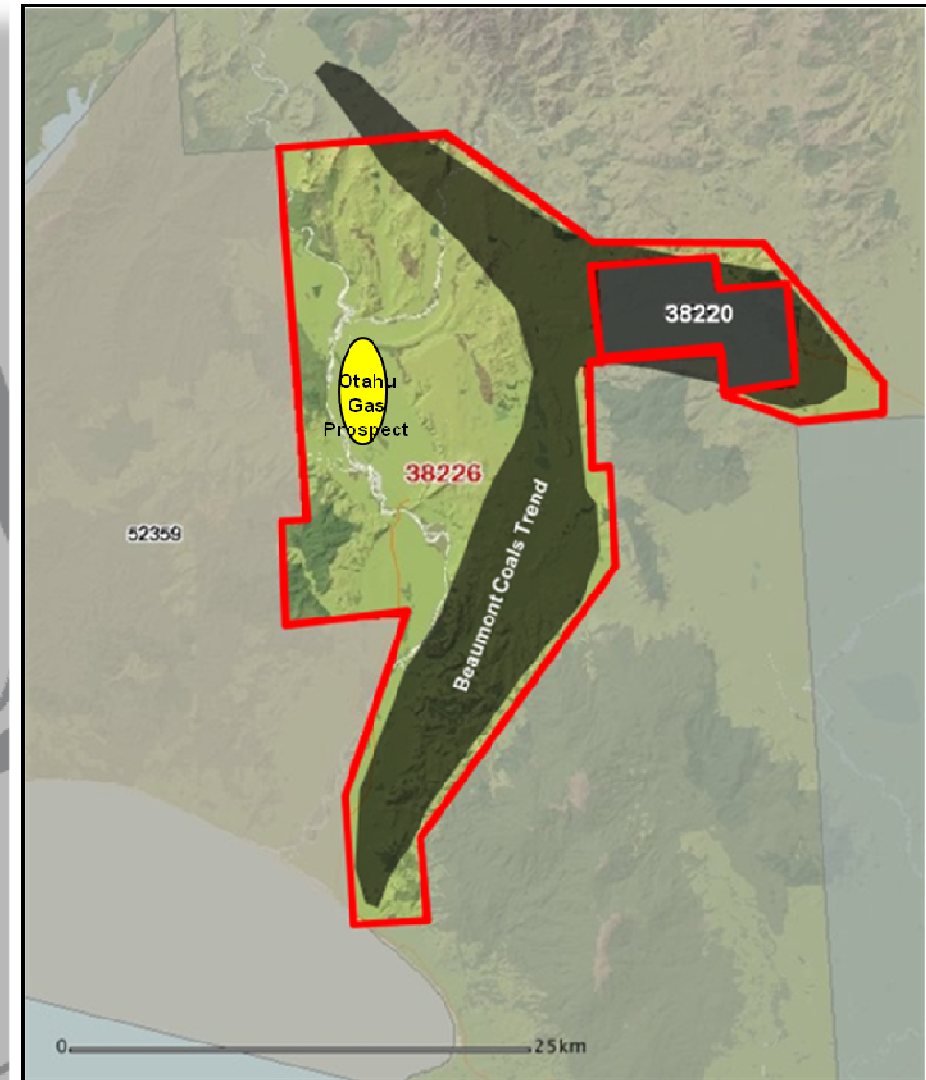 38220
Otahu
Gas
Prospect
38226
52359
Beaumont Coals Trend
0 25km